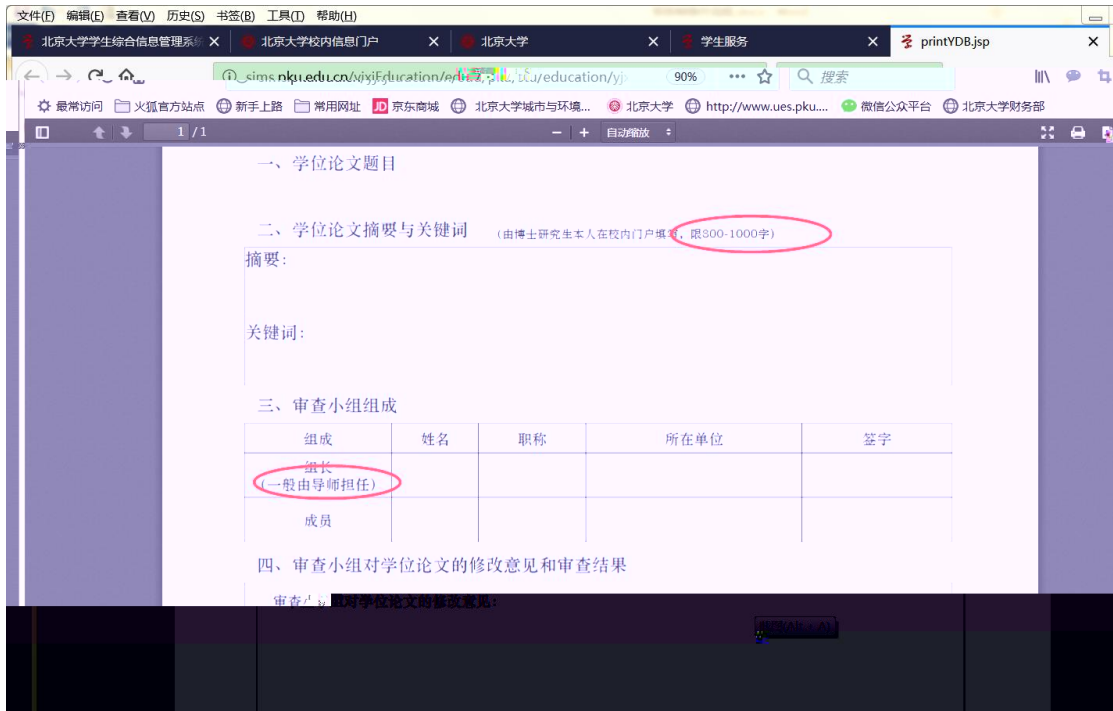 文件(F) 编辑(E) 查看(V) 历史(S) 书签(B) 工具(T) 帮助(H)
北京大学学生综合信息管理系统 北京大学校内信息门户 北京大学 学生服务 printYDB.jsp
90% 搜索
最常访问 火狐官方站点 新手上路 常用网址 JD 京东商城 北京大学城市与环境... 北京大学 http://www.ues.pku.... 微信公众平台 北京大学财务部
1 / 1 自动缩放
一、学位论文题目
二、学位论文摘要与关键词 (由博士研究生本人在校内门户填写，限800-1000字)
摘要:
关键词:
三、审查小组组成
组成 姓名 职称 所在单位 签字
组长
(一般由导师担任)
成员
四、审查小组对学位论文的修改意见和审查结果
审查小组对学位论文的修改意见: